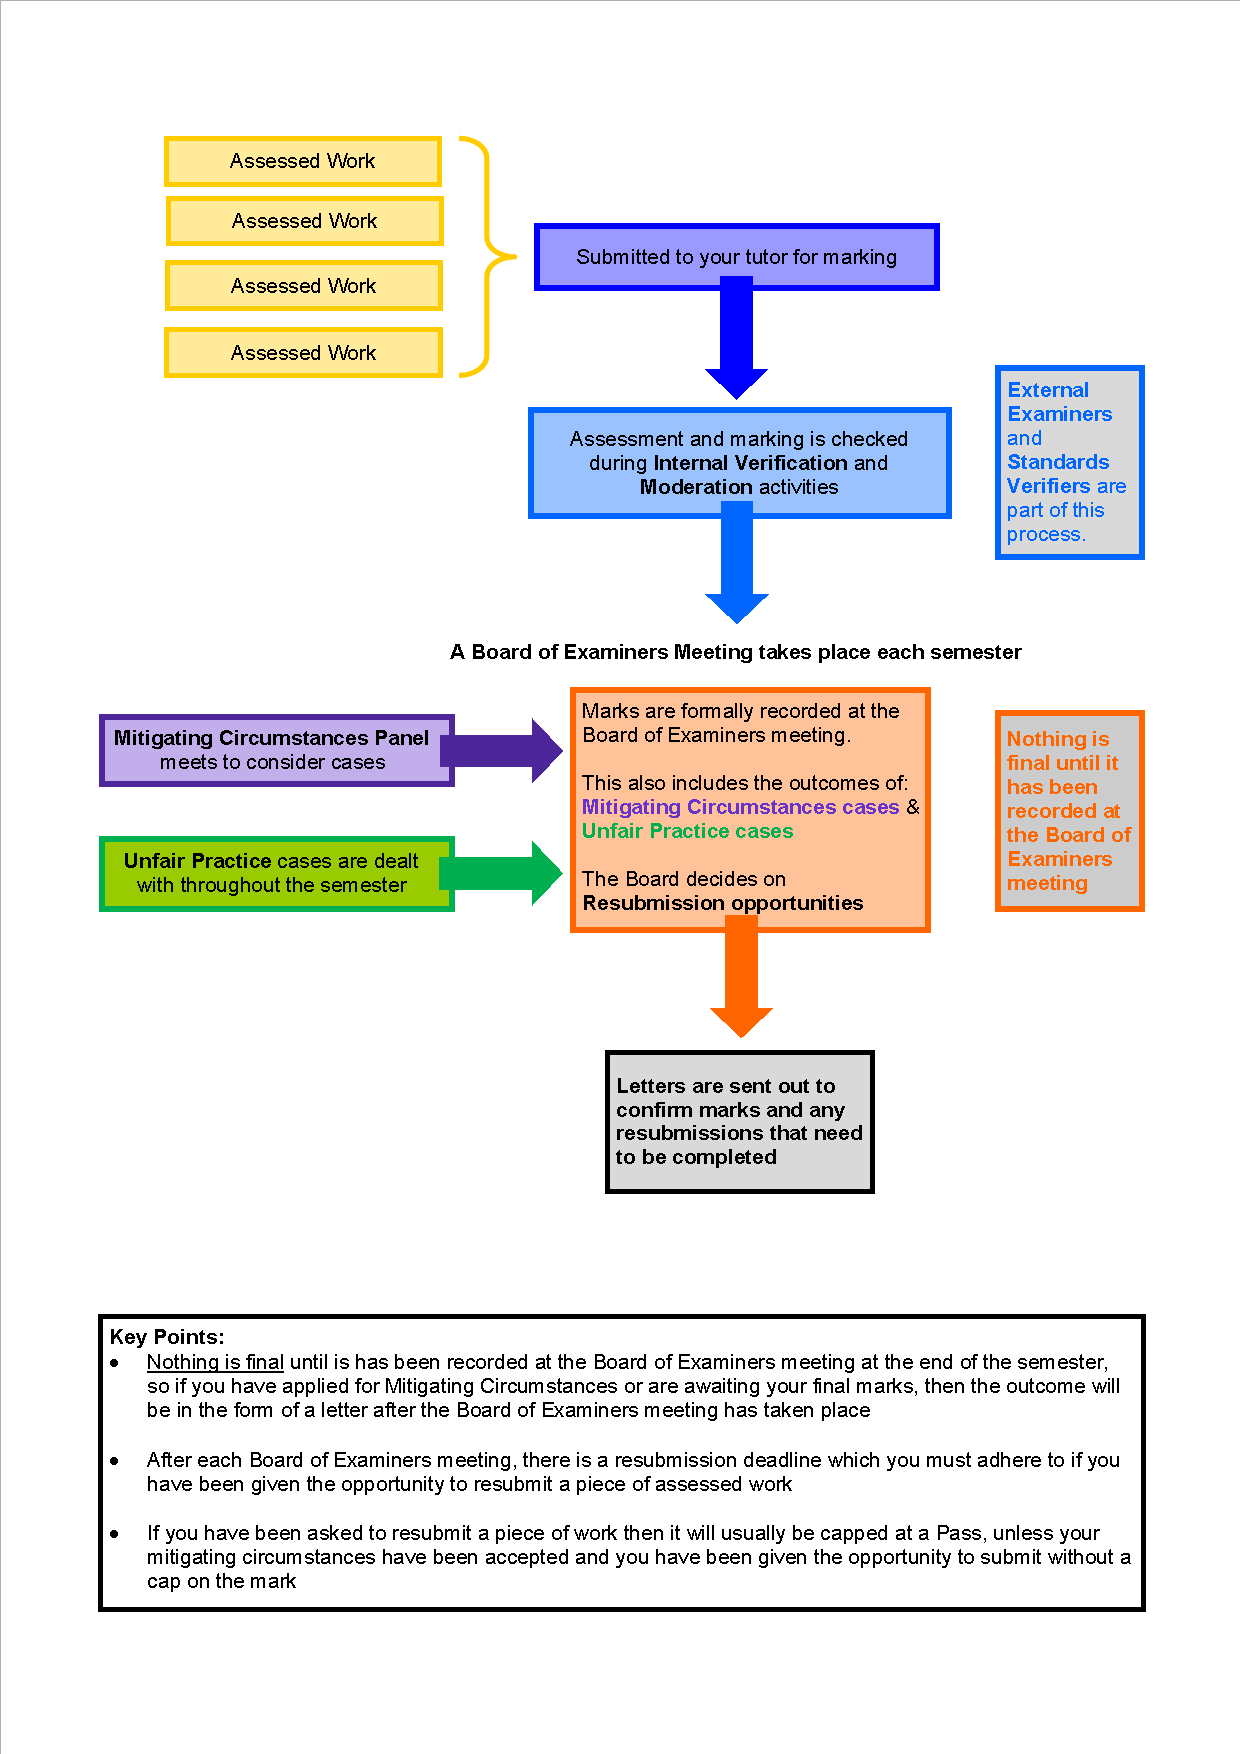 Assessed Work
Assessed Work
Assessed Work
Assessed Work
Submitted to your tutor for marking
Assessment and marking is checked
during Internal Verification and
Moderation activities
External
Examiners
and
Standards
Verifiers are
part of this
process.
A Board of Examiners Meeting takes place each semester
Mitigating Circumstances Panel
meets to consider cases
Unfair Practice cases are dealt
with throughout the semester
Marks are formally recorded at the
Board of Examiners meeting.
This also includes the outcomes of:
Mitigating Circumstances cases &
Unfair Practice cases
The Board decides on
Resubmission opportunities
Nothing is
final until it
has been
recorded at
the Board of
Examiners
meeting
Letters are sent out to
confirm marks and any
resubmissions that need
to be completed
Key Points:
• Nothing is final until is has been recorded at the Board of Examiners meeting at the end of the semester,
so if you have applied for Mitigating Circumstances or are awaiting your final marks, then the outcome will
be in the form of a letter after the Board of Examiners meeting has taken place
• After each Board of Examiners meeting, there is a resubmission deadline which you must adhere to if you
have been given the opportunity to resubmit a piece of assessed work
• If you have been asked to resubmit a piece of work then it will usually be capped at a Pass, unless your
mitigating circumstances have been accepted and you have been given the opportunity to submit without a
cap on the mark